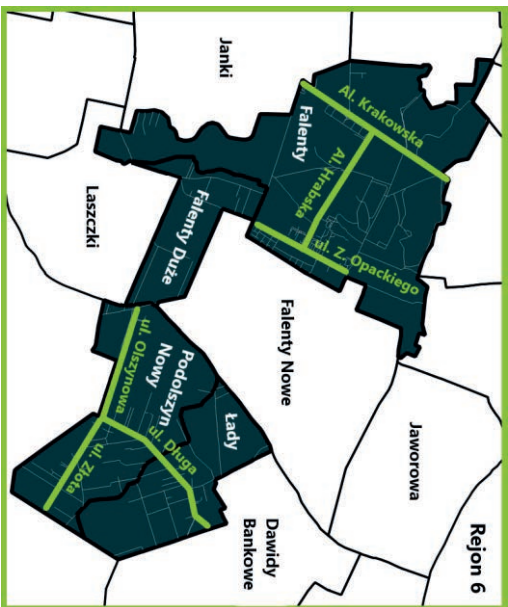 Rejon 6
Janki
Al. Krakowska
Falenty
Al. Hrabska
ul. Z. Opackiego
Laszczki
Falenty Duże
Falenty Nowe
Jaworowa
ul. Olszynowa
Podolszyn
Nowy
Łady
ul. Długa
ul. Złota
Dawidy
Bankowe